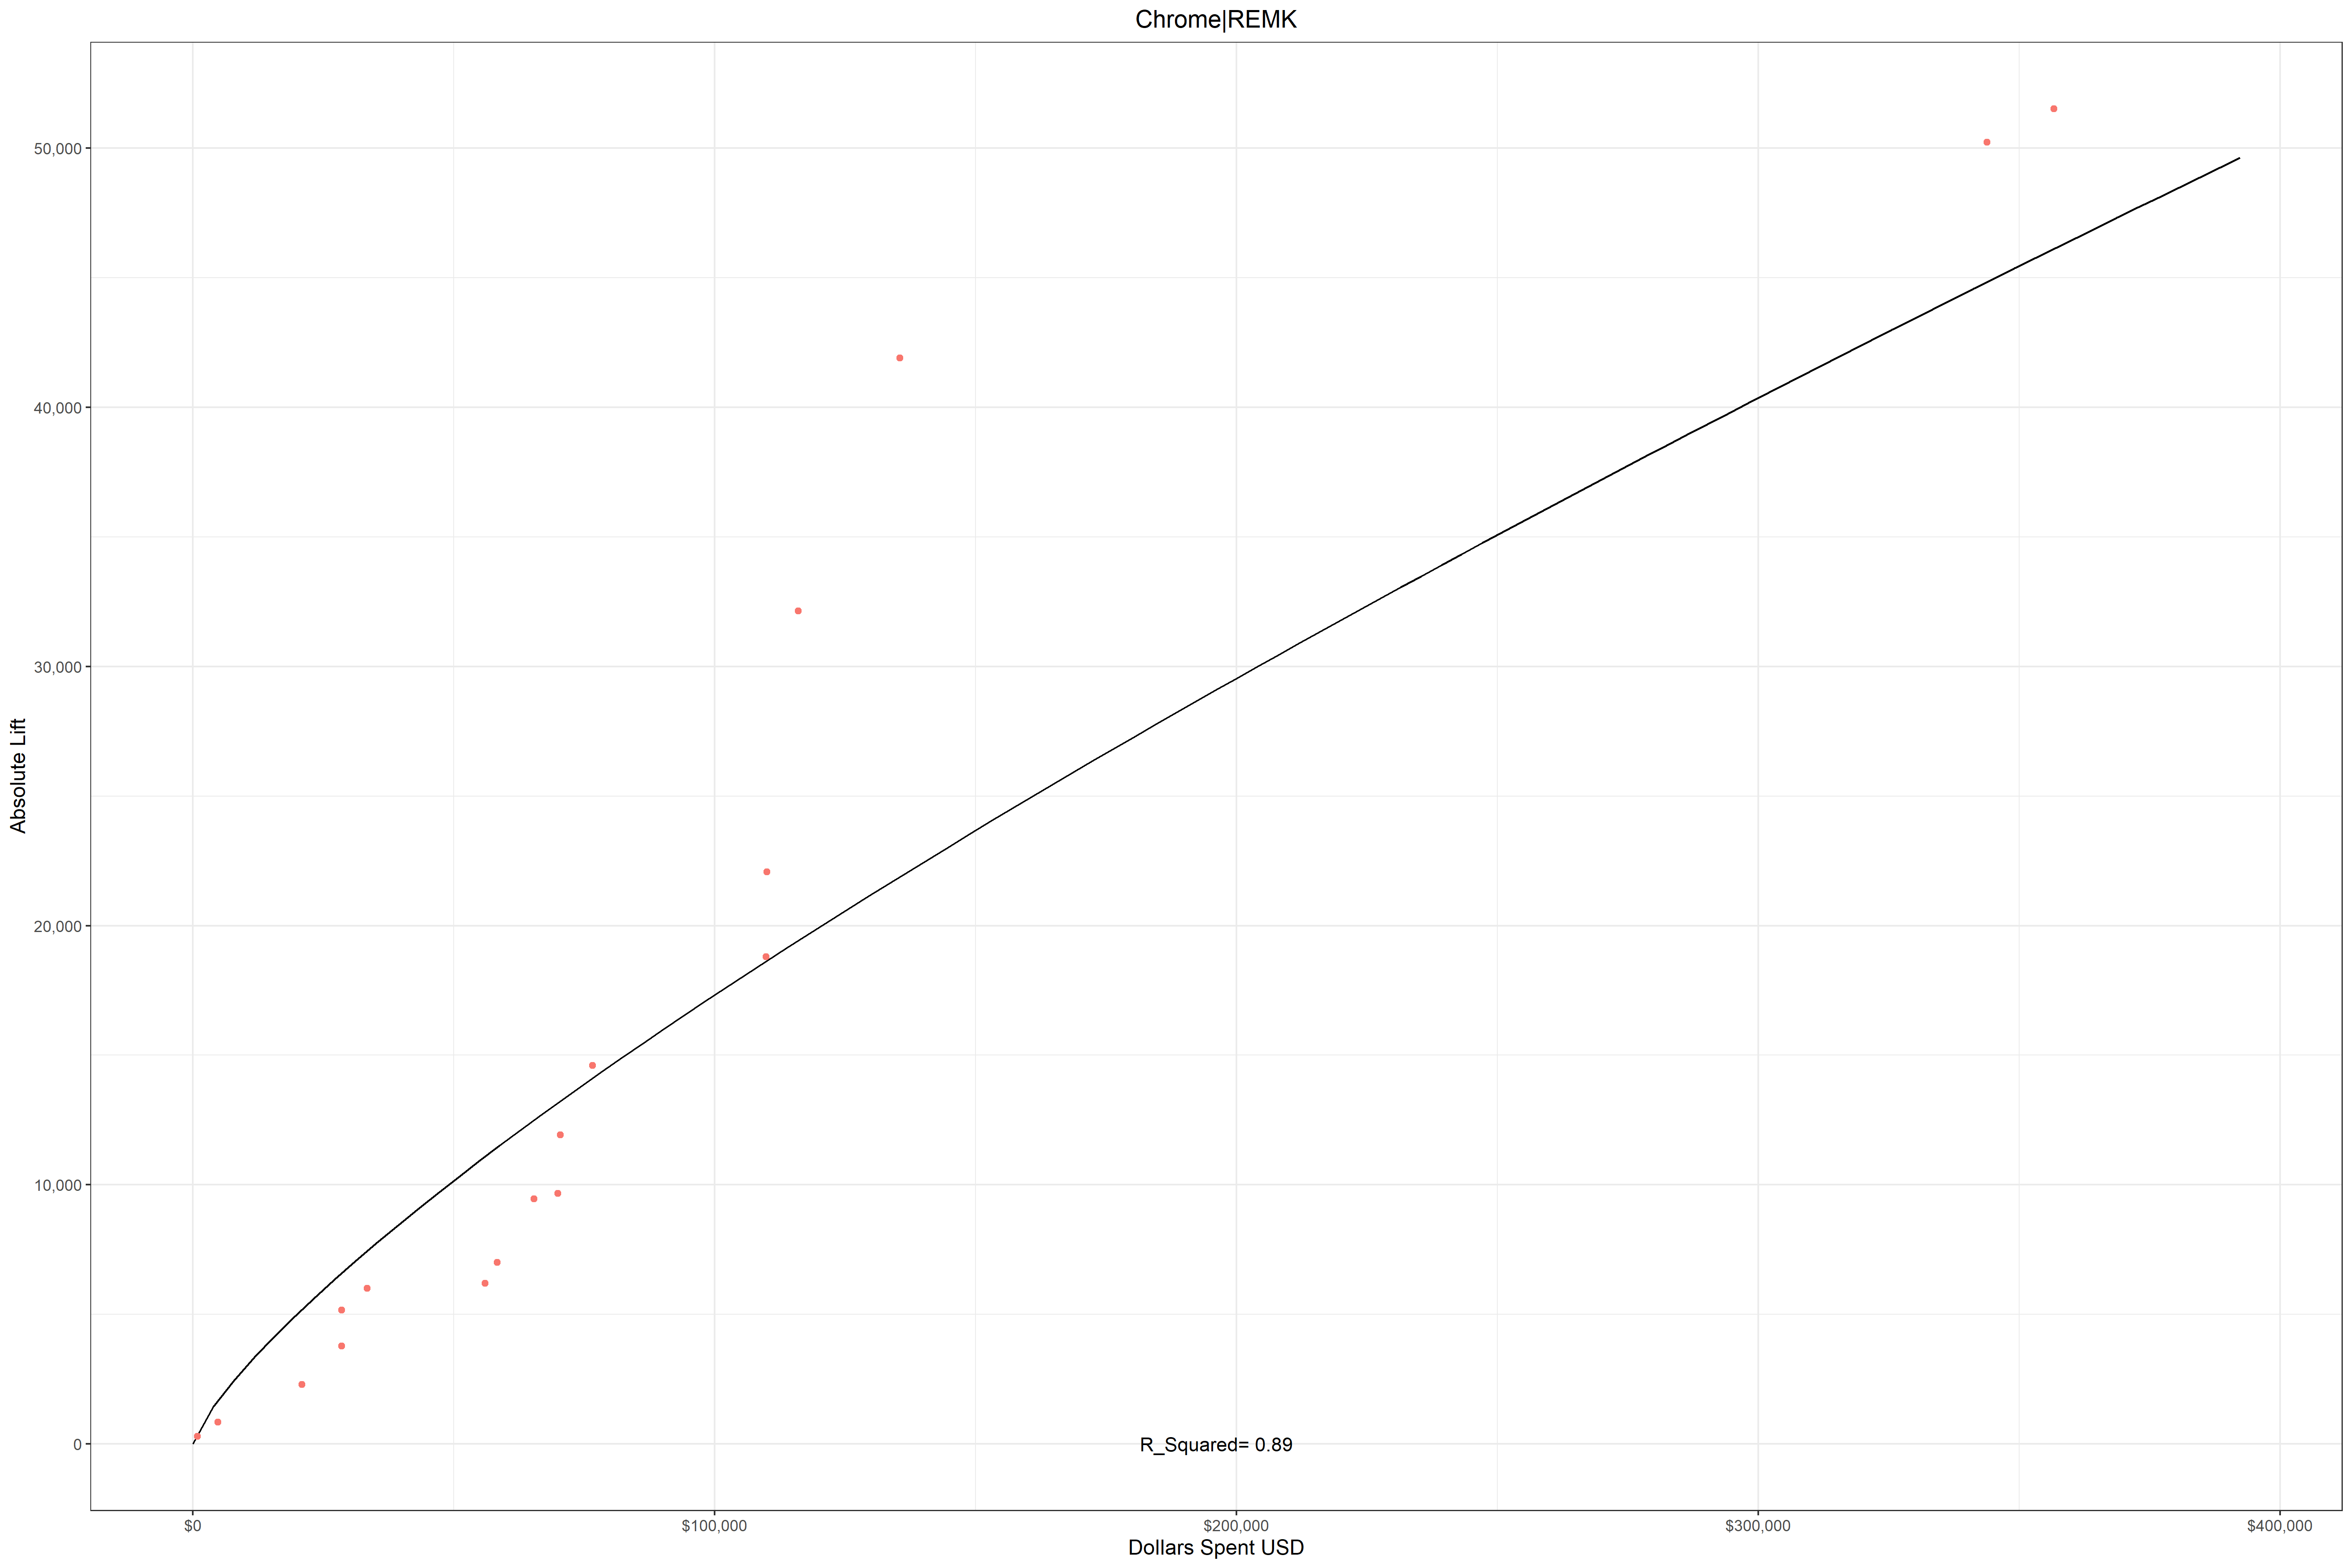 Chrome|REMK
Absolute Lift
50,000
40,000
30,000
20,000
10,000
0
R_Squared= 0.89
$0
$100,000
$200,000
$300,000
$400,000
Dollars Spent USD